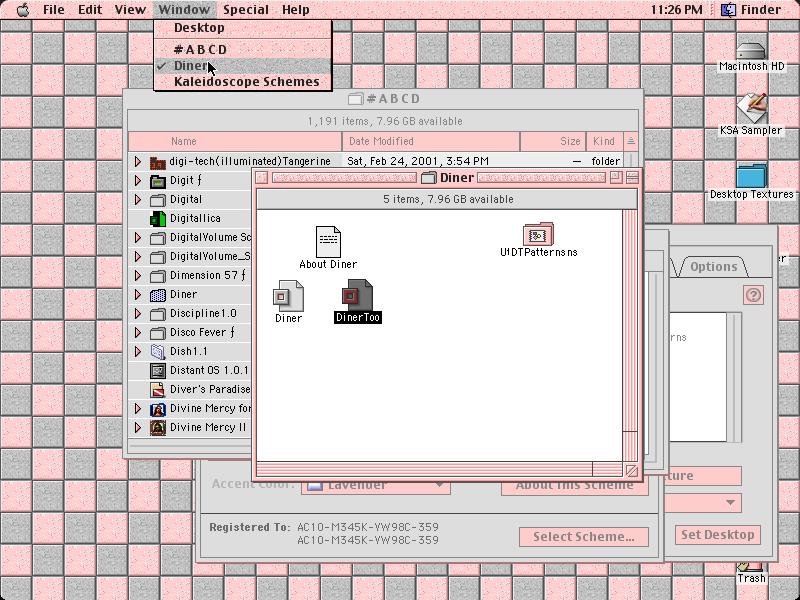 File Edit View Window Special Help 11:26 PM Finder
Desktop
#ABCD
✓ Diner
Kaleidoscope Schemes
Macintosh HD
KSA Sampler
Desktop Textures
Trash
#ABCD
1,191 items, 7.96 GB available
Name Date Modified Size Kind
digi-tech(illuminated)Tangerine Sat, Feb 24, 2001, 3:54 PM — folder
Digit ƒ
Digital
Digitallica
DigitalVolume Sc
DigitalVolume_S
Dimension 57 ƒ
Diner
Discipline1.0
Disco Fever ƒ
Dish1.1
Distant OS 1.0.1
Diver's Paradise
Divine Mercy for
Divine Mercy II
Diner
5 items, 7.96 GB available
About Diner
U1DTPatterns ns
Diner
DinerToo
Options
?
rns
ture
Set Desktop
Accent Color: Lavender About this Scheme
Registered To: AC10-M345K-YW98C-359
AC10-M345K-YW98C-359
Select Scheme...